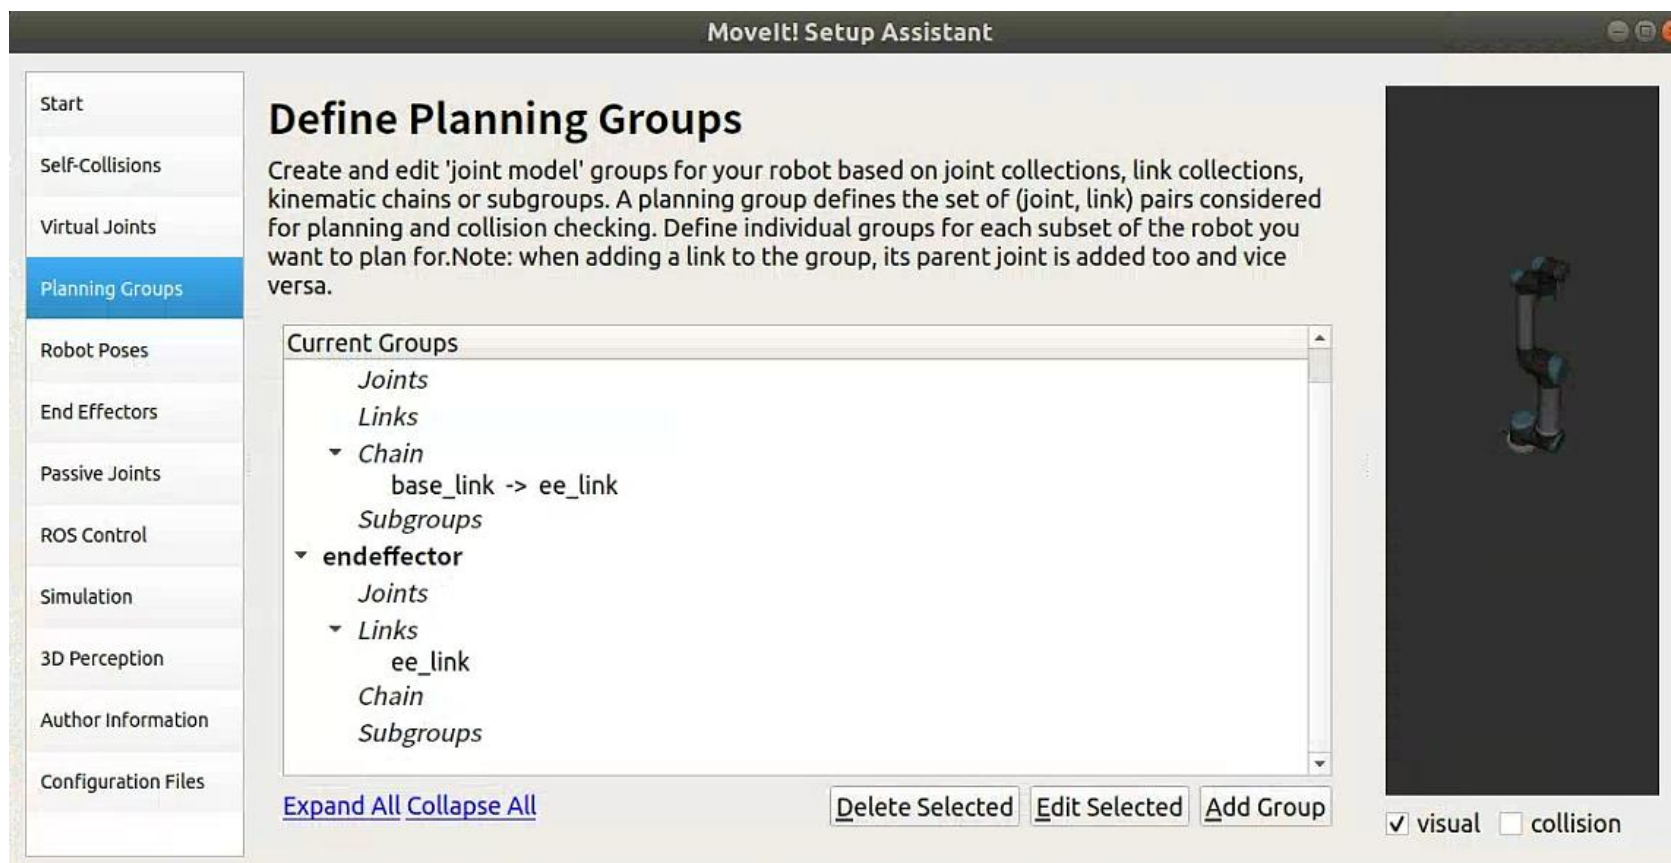 MoveIt! Setup Assistant
Start
Self-Collisions
Virtual Joints
Planning Groups
Robot Poses
End Effectors
Passive Joints
ROS Control
Simulation
3D Perception
Author Information
Configuration Files
Define Planning Groups
Create and edit 'joint model' groups for your robot based on joint collections, link collections,
kinematic chains or subgroups. A planning group defines the set of (joint, link) pairs considered
for planning and collision checking. Define individual groups for each subset of the robot you
want to plan for.Note: when adding a link to the group, its parent joint is added too and vice
versa.
Current Groups
Joints
Links
Chain
base_link -> ee_link
Subgroups
endeffector
Joints
Links
ee_link
Chain
Subgroups
Expand All Collapse All
Delete Selected
Edit Selected
Add Group
visual
collision